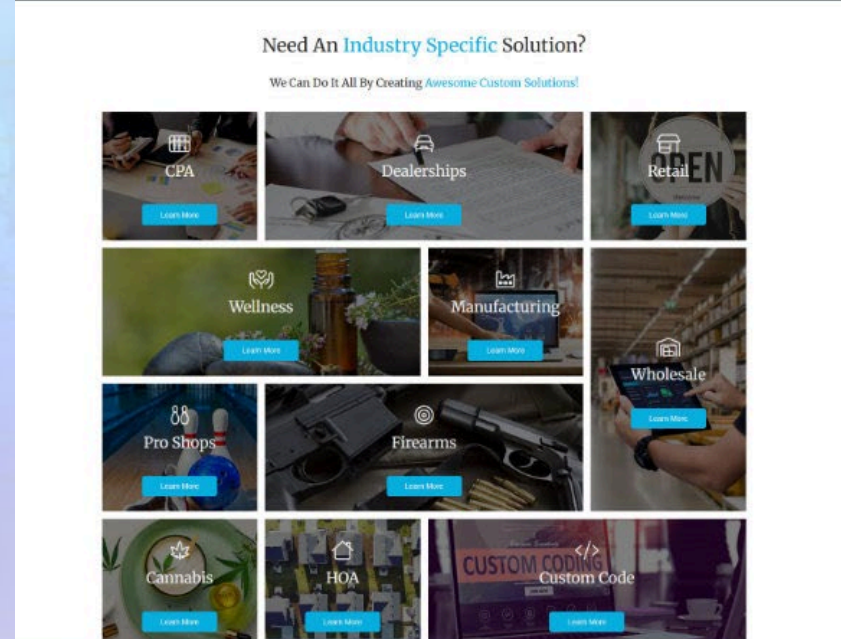 Need An Industry Specific Solution?
We Can Do It All By Creating Awesome Custom Solutions!
CPA
Learn More
Dealerships
Learn More
OPEN
Welcome
Retail
Learn More
Wellness
Learn More
Manufacturing
Learn More
Wholesale
Learn More
Pro Shops
Learn More
Firearms
Learn More
Cannabis
Learn More
HOA
Learn More
CUSTOM CODING
Custom Code
Learn More